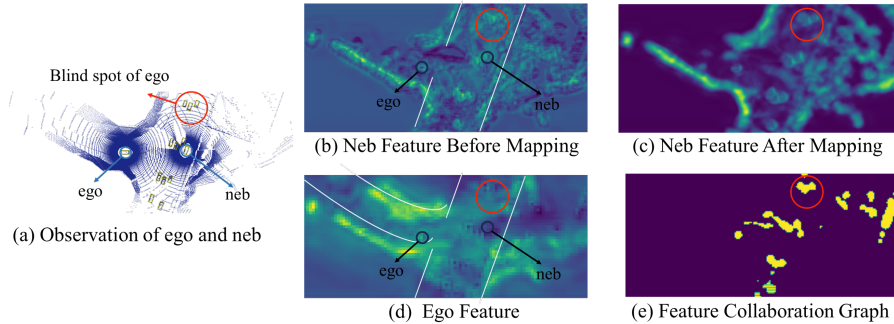 Blind spot of ego
ego
neb
(a) Observation of ego and neb
ego
neb
(b) Neb Feature Before Mapping
(c) Neb Feature After Mapping
ego
neb
(d) Ego Feature
(e) Feature Collaboration Graph